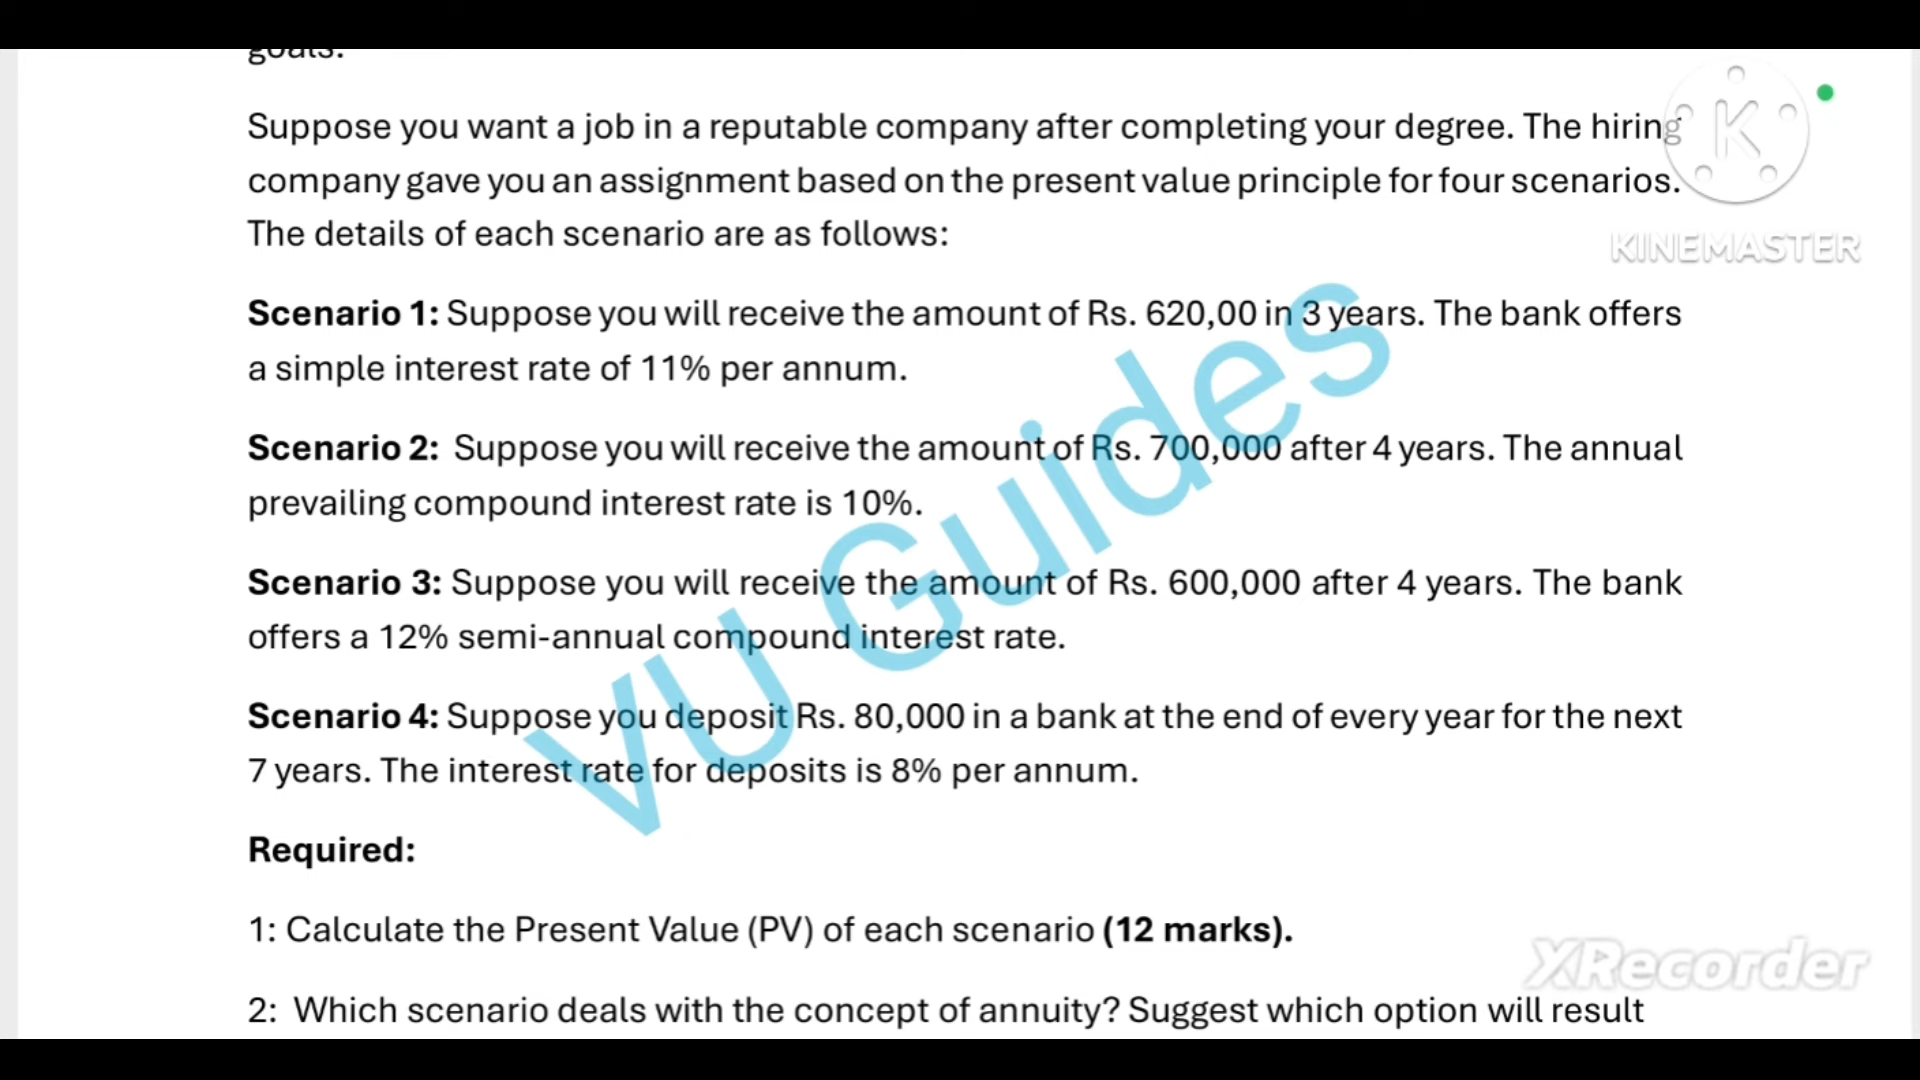 goals.
Suppose you want a job in a reputable company after completing your degree. The hiring
company gave you an assignment based on the present value principle for four scenarios.
The details of each scenario are as follows:
K
KINEMASTER
Scenario 1: Suppose you will receive the amount of Rs. 620,00 in 3 years. The bank offers
a simple interest rate of 11% per annum.
Scenario 2: Suppose you will receive the amount of Rs. 700,000 after 4 years. The annual
prevailing compound interest rate is 10%.
Scenario 3: Suppose you will receive the amount of Rs. 600,000 after 4 years. The bank
offers a 12% semi-annual compound interest rate.
Scenario 4: Suppose you deposit Rs. 80,000 in a bank at the end of every year for the next
7 years. The interest rate for deposits is 8% per annum.
VU Guides
Required:
1: Calculate the Present Value (PV) of each scenario (12 marks).
XRecorder
2: Which scenario deals with the concept of annuity? Suggest which option will result